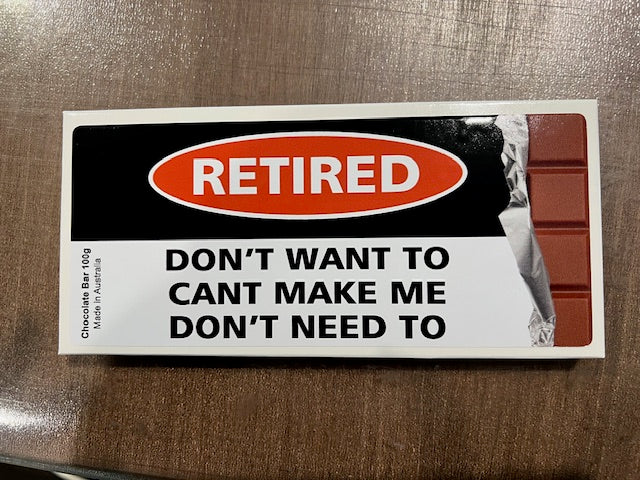 RETIRED
DON'T WANT TO
CANT MAKE ME
DON'T NEED TO
Chocolate Bar 100g
Made in Australia